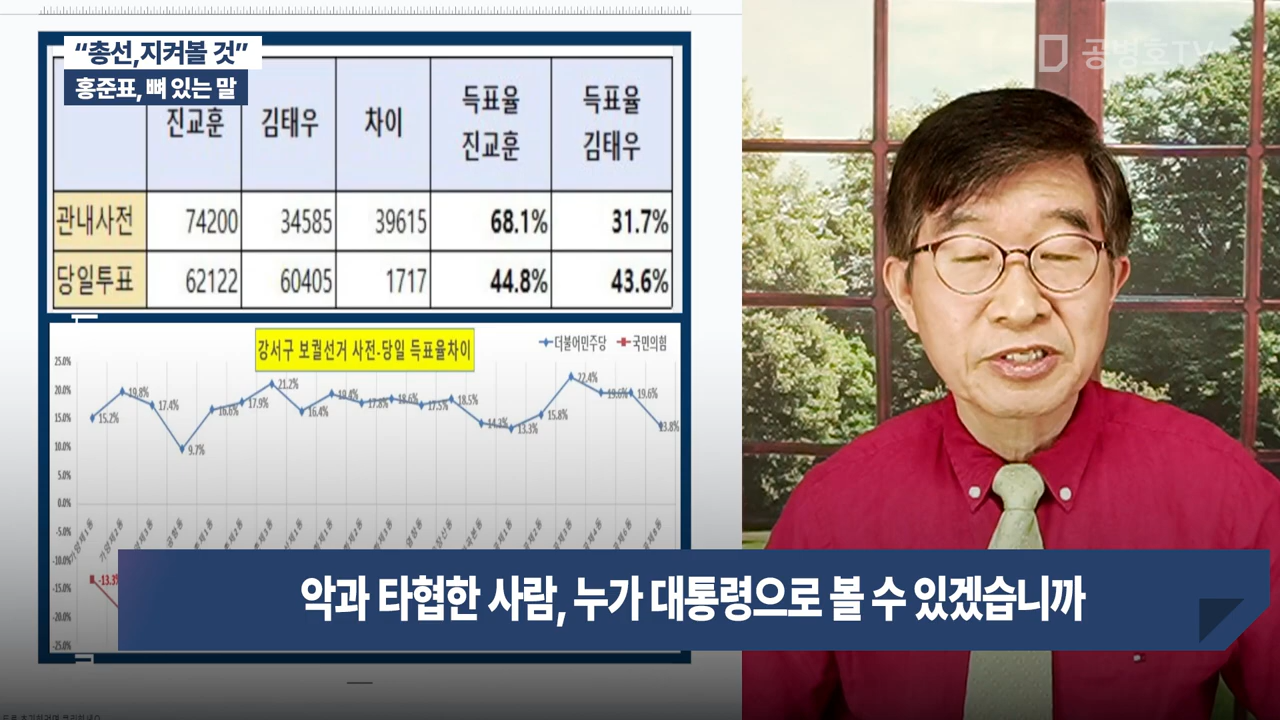 “총선,지켜볼 것”
홍준표, 뼈 있는 말
공병호TV
진교훈 김태우 차이 득표율 진교훈 득표율 김태우
관내사전 74200 34585 39615 68.1% 31.7%
당일투표 62122 60405 1717 44.8% 43.6%
강서구 보궐선거 사전-당일 득표율차이
더불어민주당 국민의힘
25.0%
20.0%
15.0%
10.0%
5.0%
0.0%
-5.0%
-10.0%
-15.0%
-20.0%
-25.0%
15.2% 19.8% 17.4% 9.7% 16.6% 17.9% 21.2% 16.4% 19.4% 17.8% 18.6% 17.5% 18.5% 14.3% 13.3% 15.8% 22.4% 19.6% 19.6% 13.8%
-13.3%
악과 타협한 사람, 누가 대통령으로 볼 수 있겠습니까